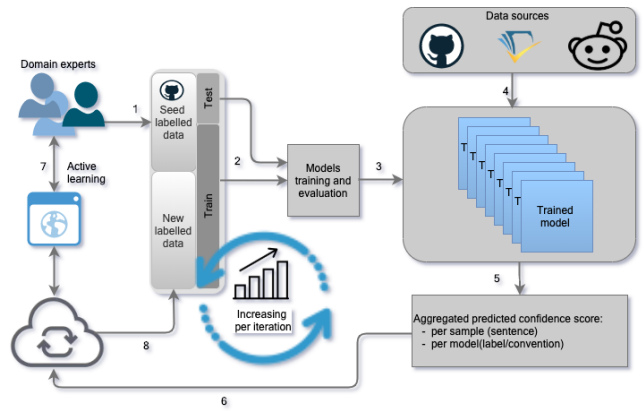 Data sources
Domain experts
1
Seed
labelled
data
Test
2
4
7
Active
learning
Models
training and
evaluation
3
T
T
T
T
T
T
Trained
model
New
labelled
data
Train
5
Increasing
per iteration
8
Aggregated predicted confidence score:
- per sample (sentence)
- per model(label/convention)
6